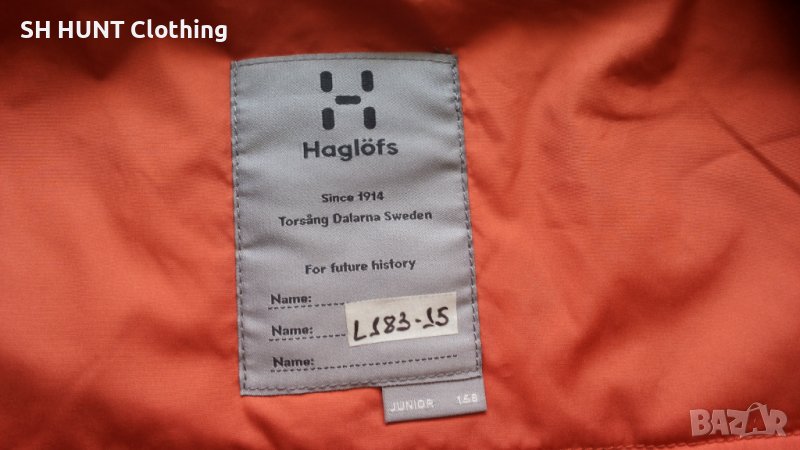 SH HUNT Clothing
Haglöfs
Since 1914
Torsång Dalarna Sweden
For future history
Name:
Name:
L183-15
Name:
JUNIOR 158
BAZAR